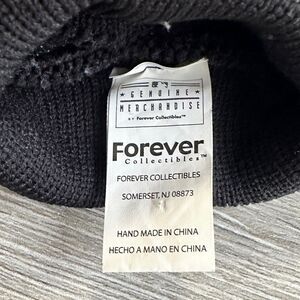 GENUINE
MERCHANDISE
BY Forever Collectibles™
Forever
Collectibles™
FOREVER COLLECTIBLES
SOMERSET, NJ 08873
HAND MADE IN CHINA
HECHO A MANO EN CHINA